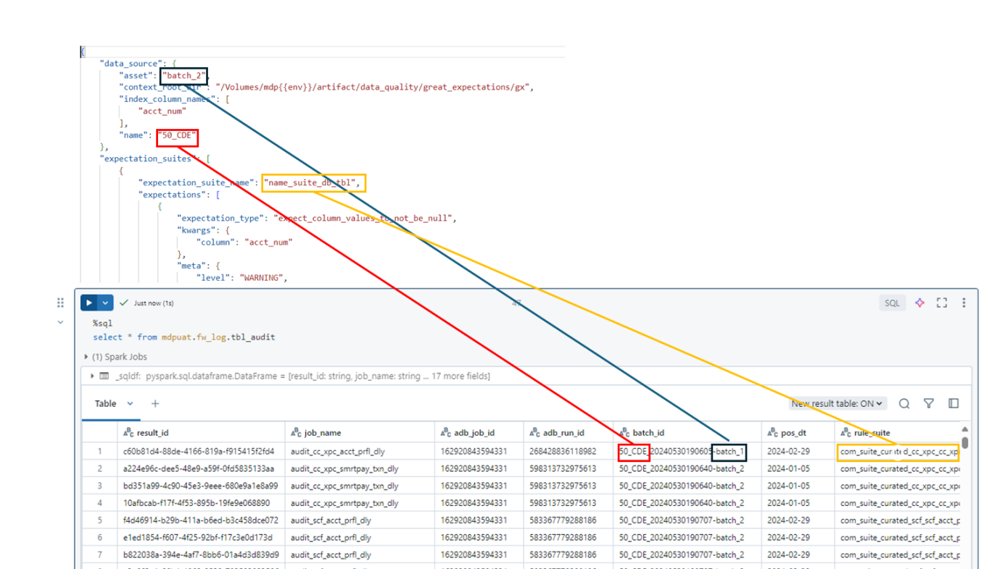 {
"data_source": {
"asset": "batch_2",
"context_root_dir": "/Volumes/mdp{{env}}/artifact/data_quality/great_expectations/gx",
"index_column_names": [
"acct_num"
],
"name": "50_CDE"
},
"expectation_suites": [
{
"expectation_suite_name": "name_suite_db_tbl",
"expectations": [
{
"expectation_type": "expect_column_values_to_not_be_null",
"kwargs": {
"column": "acct_num"
},
"meta": {
"level": "WARNING",
Just now (1s)
47
SQL
%sql
select * from mdpuat.fw_log.tbl_audit
(1) Spark Jobs
_sqldf: pyspark.sql.dataframe.DataFrame = [result_id: string, job_name: string ... 17 more fields]
Table
+
New result table: ON
result_id job_name adb_job_id adb_run_id batch_id pos_dt rule_suite
1 c60b81d4-88de-4166-819a-f915415f2fd4 audit_cc_xpc_acct_prfl_dly 162920843594331 268428836118982 50_CDE_20240530190605-batch_1 2024-02-29 com_suite_curated_cc_xpc_cc_xp
2 a224e96c-dee5-48e9-a59f-0fd5835133aa audit_cc_xpc_smrtpay_txn_dly 162920843594331 598313732975613 50_CDE_20240530190640-batch_2 2024-01-05 com_suite_curated_cc_xpc_cc_xpc
3 bd351a99-4c90-45e3-9eee-680e9a1e8a99 audit_cc_xpc_smrtpay_txn_dly 162920843594331 598313732975613 50_CDE_20240530190640-batch_2 2024-01-05 com_suite_curated_cc_xpc_cc_xpc
4 10afbcab-f17f-4f53-895b-19fe9e068890 audit_cc_xpc_smrtpay_txn_dly 162920843594331 598313732975613 50_CDE_20240530190640-batch_2 2024-01-05 com_suite_curated_cc_xpc_cc_xpc
5 f4d46914-b29b-411a-b6ed-b3c458dce072 audit_scf_acct_prfl_dly 162920843594331 583367779288186 50_CDE_20240530190707-batch_2 2024-02-29 com_suite_curated_scf_scf_acct_p
6 e1ed1854-f607-4f25-92bf-f17c3e0d173d audit_scf_acct_prfl_dly 162920843594331 583367779288186 50_CDE_20240530190707-batch_2 2024-02-29 com_suite_curated_scf_scf_acct_p
7 b822038a-394e-4af7-8bb6-01a4d3d839d9 audit_scf_acct_prfl_dly 162920843594331 583367779288186 50_CDE_20240530190707-batch_2 2024-02-29 com_suite_curated_scf_scf_acct_p